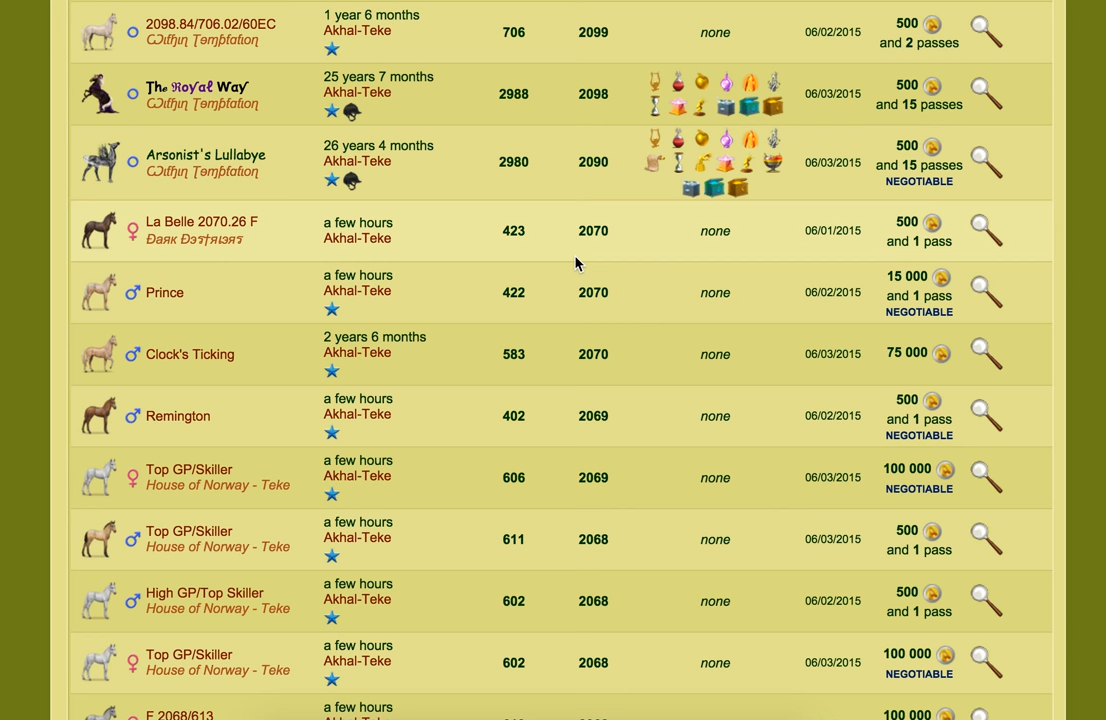 2098.84/706.02/60EC
1 year 6 months
Akhal-Teke
706
2099
none
06/02/2015
500
and 2 passes
The Royal Way
25 years 7 months
Akhal-Teke
2988
2098
06/03/2015
500
and 15 passes
Arsonist's Lullabye
26 years 4 months
Akhal-Teke
2980
2090
06/03/2015
500
and 15 passes
NEGOTIABLE
La Belle 2070.26 F
a few hours
Akhal-Teke
423
2070
none
06/01/2015
500
and 1 pass
Prince
a few hours
Akhal-Teke
422
2070
none
06/02/2015
15 000
and 1 pass
NEGOTIABLE
Clock's Ticking
2 years 6 months
Akhal-Teke
583
2070
none
06/03/2015
75 000
Remington
a few hours
Akhal-Teke
402
2069
none
06/02/2015
500
and 1 pass
NEGOTIABLE
Top GP/Skiller
House of Norway - Teke
a few hours
Akhal-Teke
606
2069
none
06/03/2015
100 000
NEGOTIABLE
Top GP/Skiller
House of Norway - Teke
a few hours
Akhal-Teke
611
2068
none
06/03/2015
500
and 1 pass
High GP/Top Skiller
House of Norway - Teke
a few hours
Akhal-Teke
602
2068
none
06/02/2015
500
and 1 pass
Top GP/Skiller
House of Norway - Teke
a few hours
Akhal-Teke
602
2068
none
06/03/2015
100 000
NEGOTIABLE
F 2068/613
a few hours
100 000